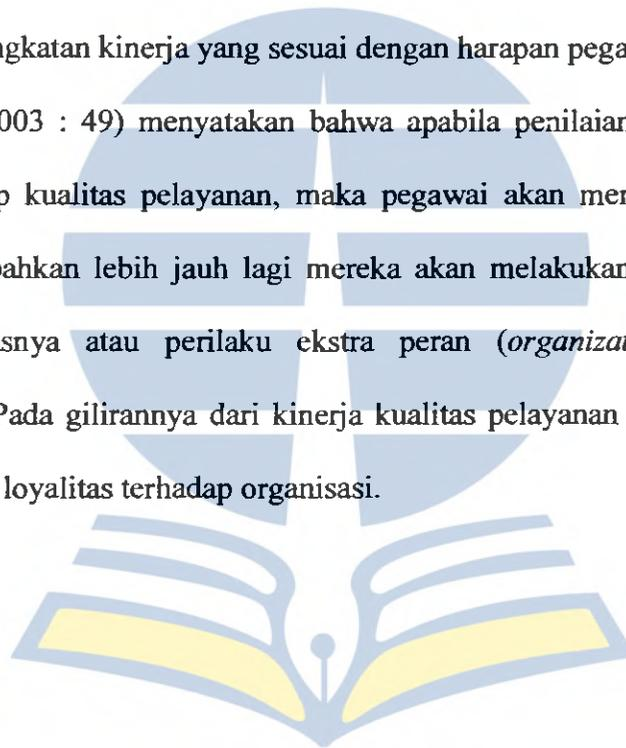 ngkatan kinerja yang sesuai dengan harapan pega
003 : 49) menyatakan bahwa apabila penilaian
p kualitas pelayanan, maka pegawai akan mer
bahkan lebih jauh lagi mereka akan melakukan
snya atau perilaku ekstra peran (organizat
Pada gilirannya dari kinerja kualitas pelayanan
loyalitas terhadap organisasi.